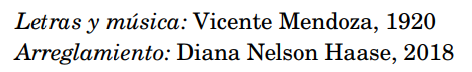 Letras y música: Vicente Mendoza, 1920
Arreglamiento: Diana Nelson Haase, 2018